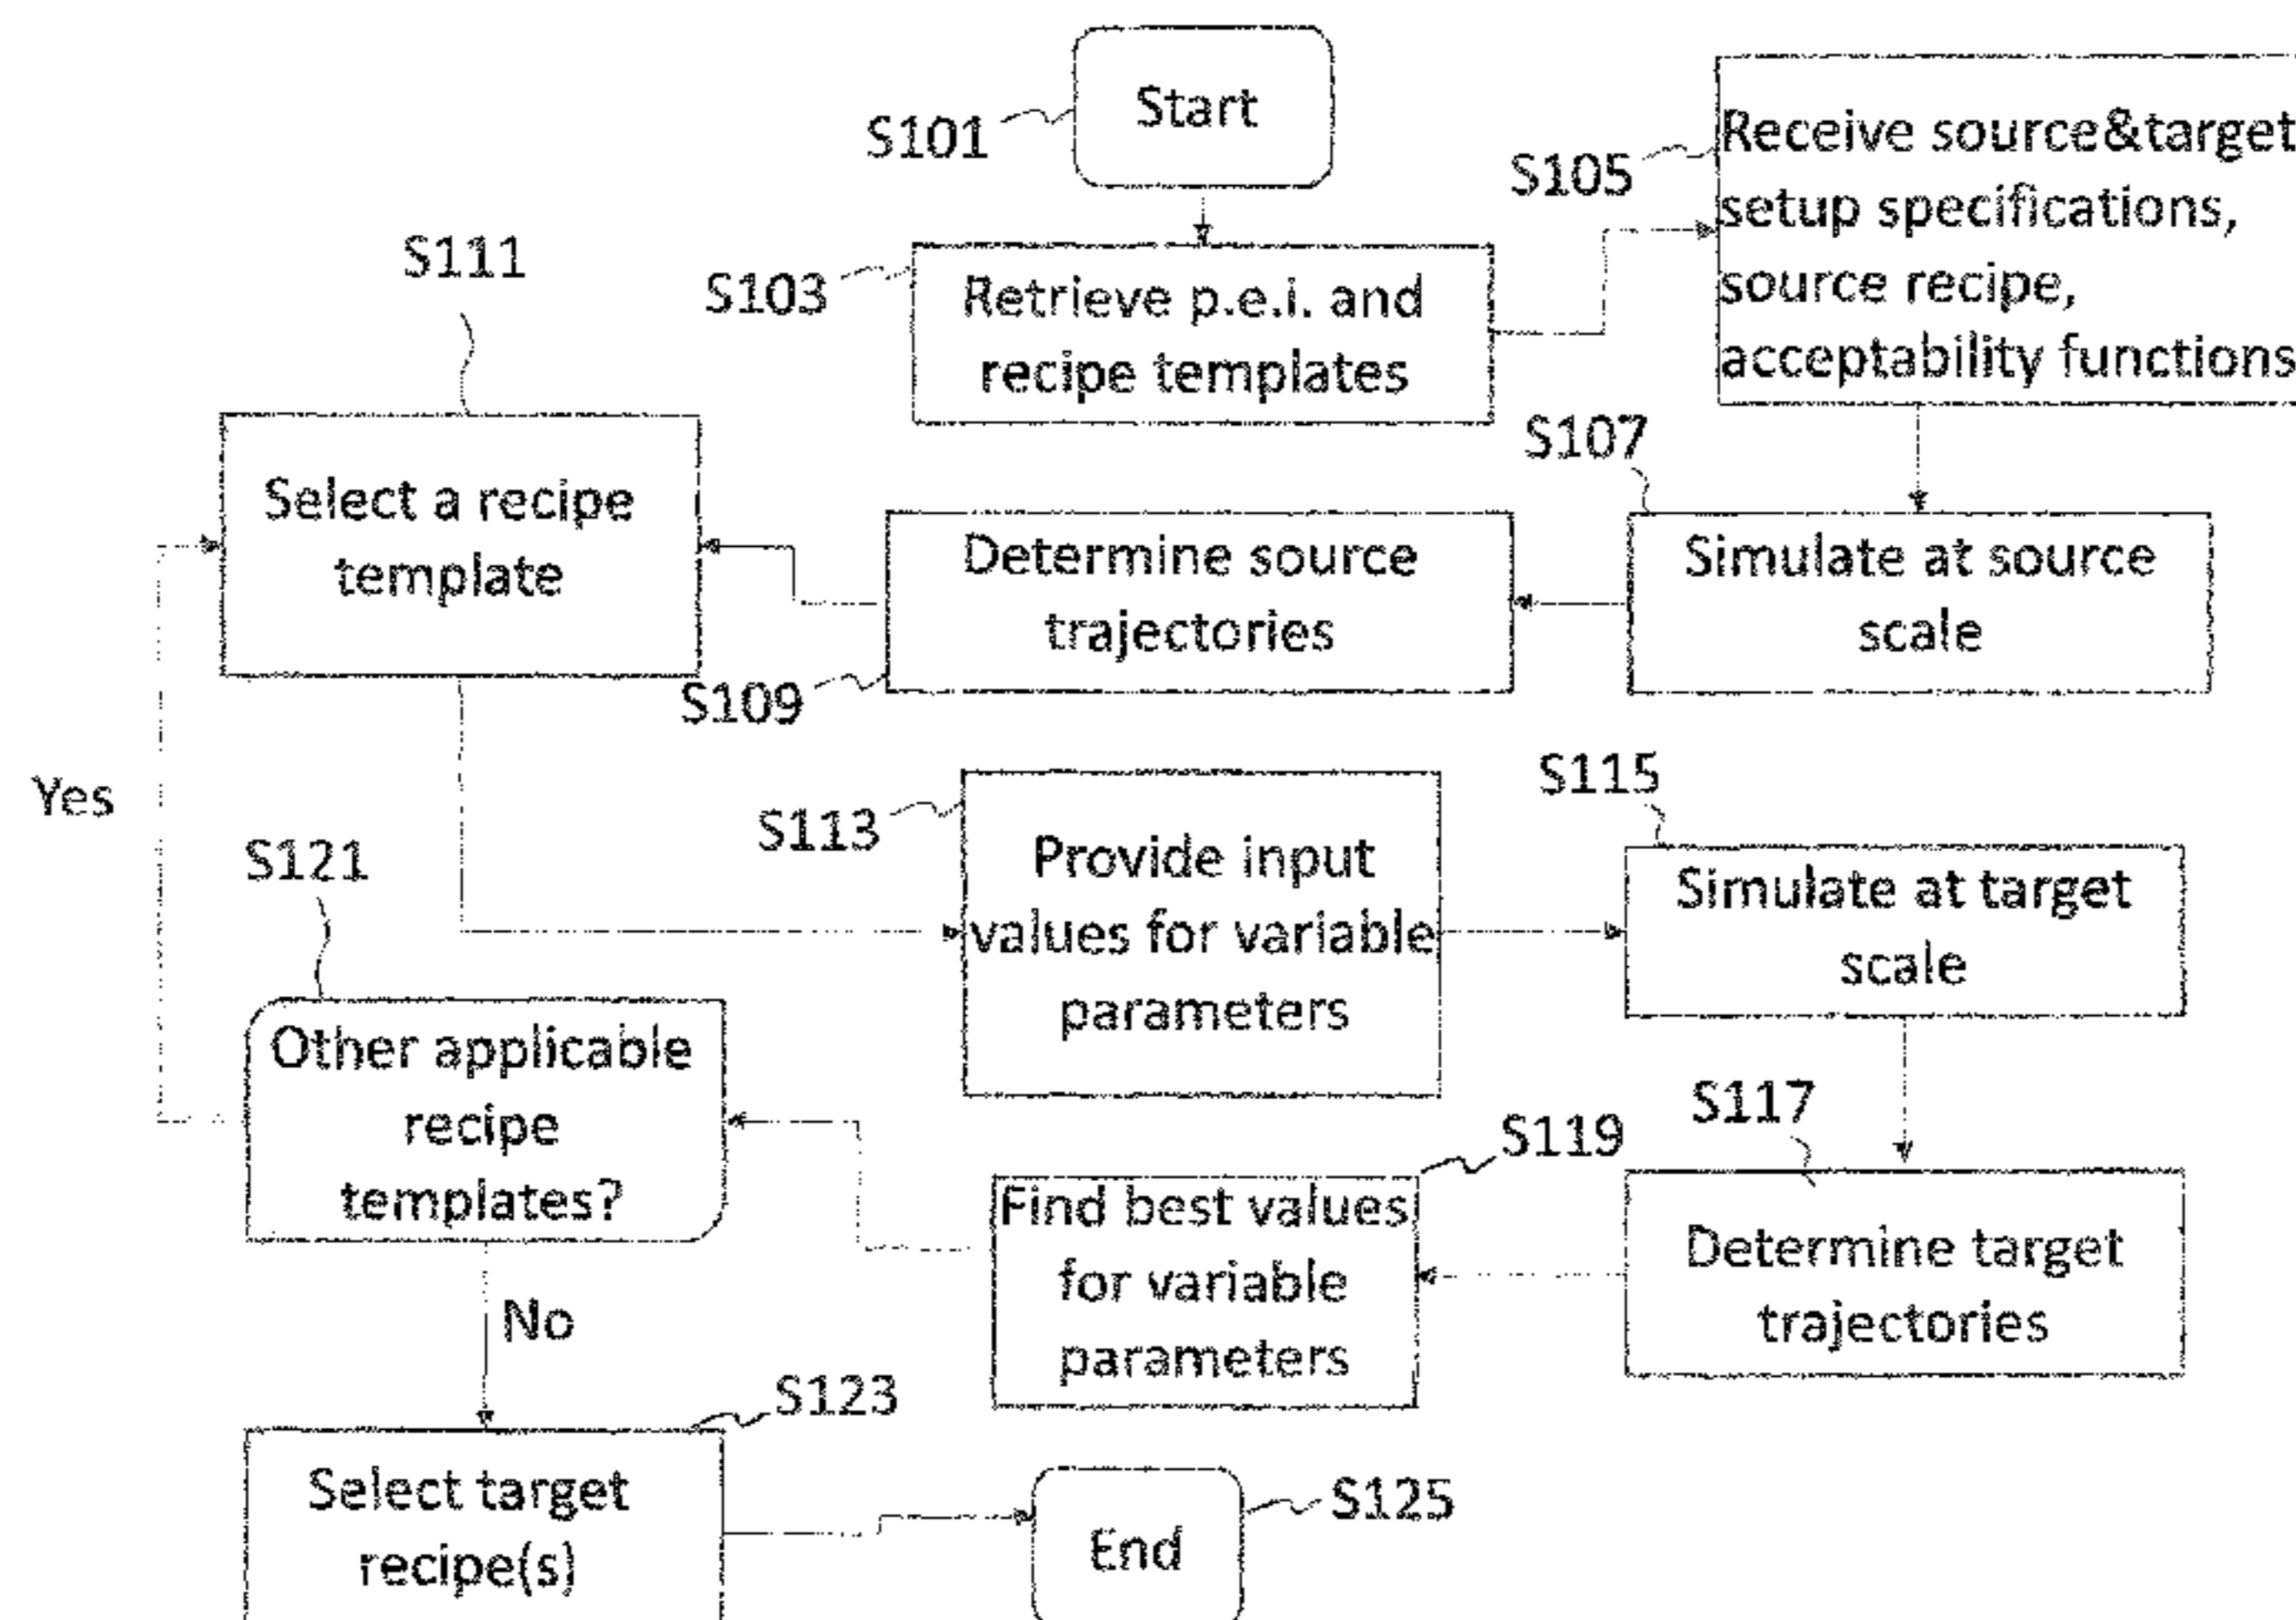 S101
Start
S103
Retrieve p.e.i. and
recipe templates
S105
Receive source&target
setup specifications,
source recipe,
acceptability functions
S107
Simulate at source
scale
S109
Determine source
trajectories
S111
Select a recipe
template
S113
Provide input
values for variable
parameters
S115
Simulate at target
scale
S117
Determine target
trajectories
S119
Find best values
for variable
parameters
S121
Other applicable
recipe
templates?
Yes
No
S123
Select target
recipe(s)
S125
End